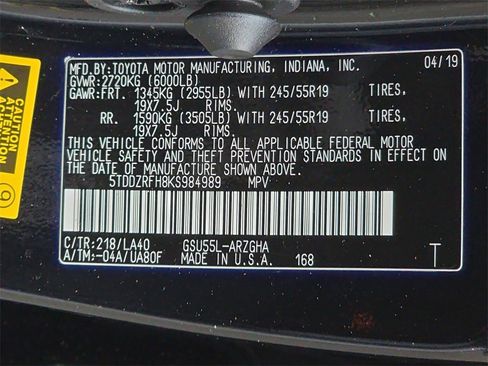 MFD.BY:TOYOTA MOTOR MANUFACTURING, INDIANA, INC. 04/19
GVWR:2720KG (6000LB)
GAWR:FRT. 1345KG (2955LB) WITH 245/55R19 TIRES,
19X7.5J RIMS.
RR. 1590KG (3505LB) WITH 245/55R19 TIRES,
19X7.5J RIMS.
THIS VEHICLE CONFORMS TO ALL APPLICABLE FEDERAL MOTOR
VEHICLE SAFETY AND THEFT PREVENTION STANDARDS IN EFFECT ON
THE DATE OF MANUFACTURE SHOWN ABOVE.
5TDDZRFH8KS984989 MPV
C/TR:218/LA40 GSU55L-ARZGHA
A/TM:-04A/UA80F MADE IN U.S.A. 168 T
CAUTION
ATTENTION